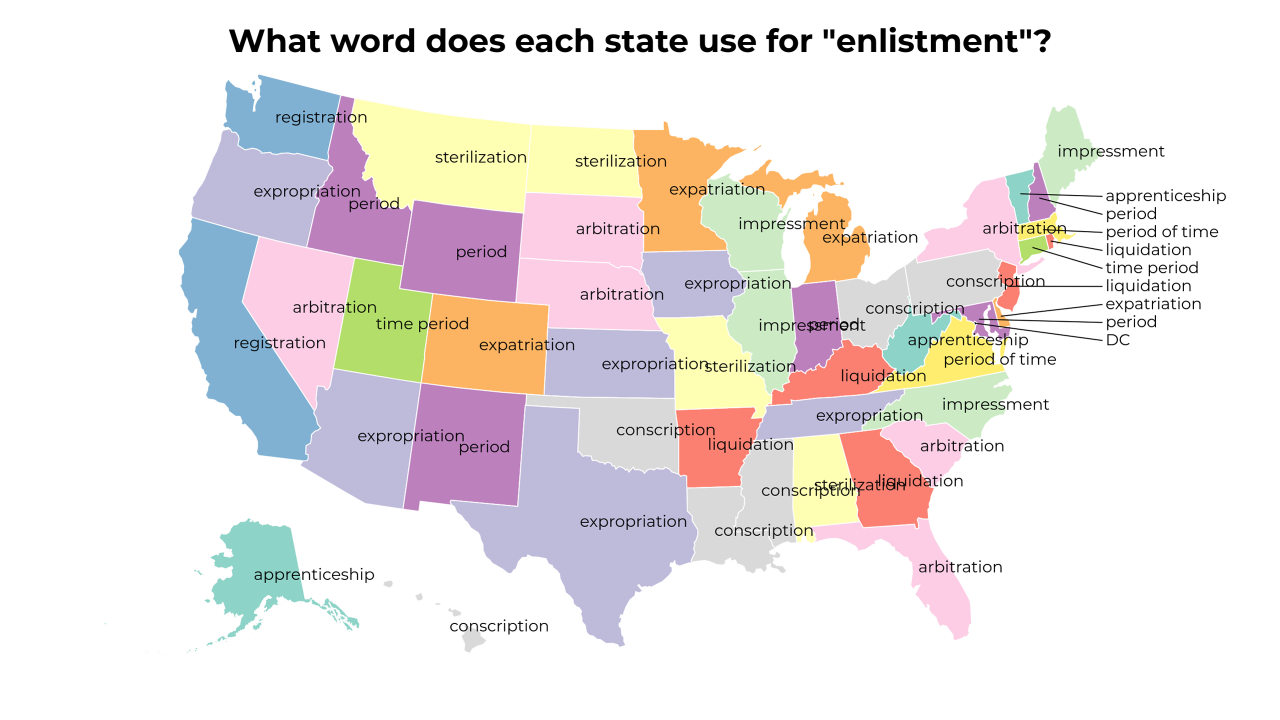 What word does each state use for "enlistment"?
registration
impressment
sterilization
sterilization
expatriation
expropriation
period
apprenticeship
period
impressment
arbitration
arbitration
period of time
expatriation
liquidation
period
time period
conscription
expropriation
liquidation
arbitration
expatriation
arbitration
conscription
time period
impressment
period
period
registration
expatriation
apprenticeship
DC
period of time
expropriation
sterilization
liquidation
impressment
expropriation
conscription
expropriation
period
liquidation
arbitration
sterilization
liquidation
conscription
expropriation
conscription
arbitration
apprenticeship
conscription